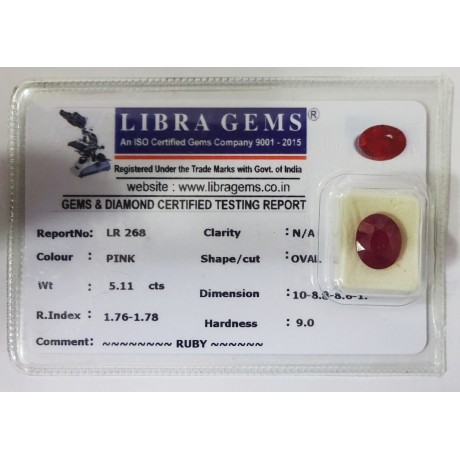 LIBRA GEMS ®
An ISO Certified Gems Company 9001 - 2015
Registered Under the Trade Marks with Govt. of India
website : www.libragems.co.in
GEMS & DIAMOND CERTIFIED TESTING REPORT
ReportNo: LR 268 Clarity : N/A
Colour : PINK Shape/cut : OVAL
Wt : 5.11 cts Dimension :
R.Index : 1.76-1.78 Hardness : 9.0
Comment: ~~~~~~~~ RUBY ~~~~~~